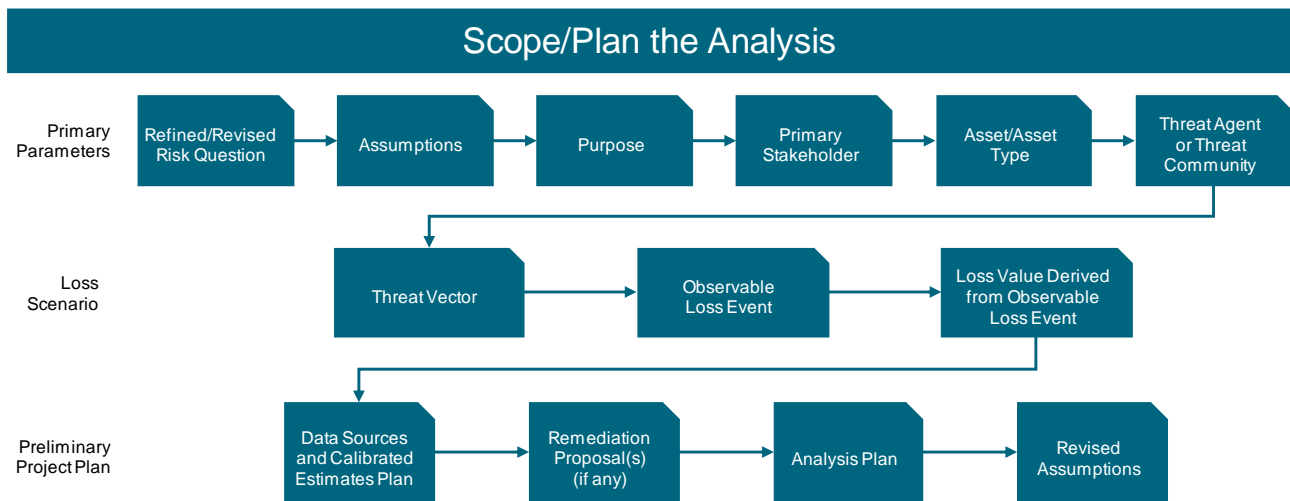 Scope/Plan the Analysis
Primary
Parameters
Refined/Revised
Risk Question
Assumptions
Purpose
Primary
Stakeholder
Asset/Asset
Type
Threat Agent
or Threat
Community
Loss
Scenario
Threat Vector
Observable
Loss Event
Loss Value Derived
from Observable
Loss Event
Preliminary
Project Plan
Data Sources
and Calibrated
Estimates Plan
Remediation
Proposal(s)
(if any)
Analysis Plan
Revised
Assumptions